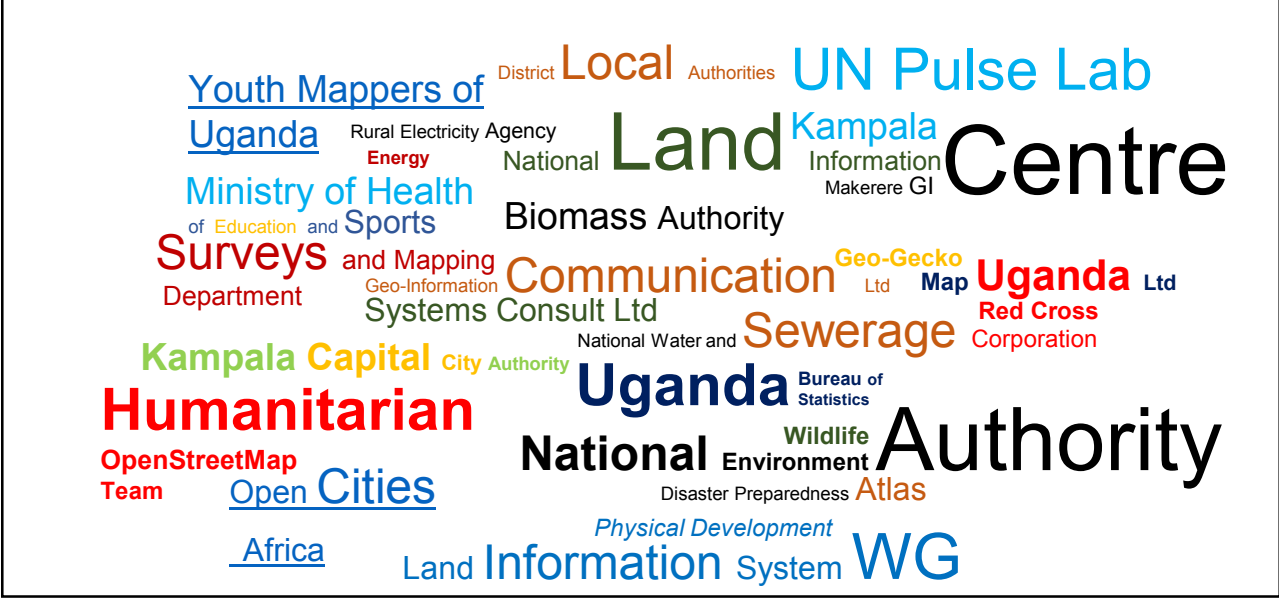 District Local Authorities UN Pulse Lab
Youth Mappers of
Uganda Rural Electricity Agency Land Kampala Centre
Energy National Information
Ministry of Health Makerere GI
of Education and Sports Biomass Authority
Surveys and Mapping Communication Geo-Gecko
Department Geo-Information Ltd Map Uganda Ltd
Systems Consult Ltd Red Cross
National Water and Sewerage Corporation
Kampala Capital City Authority
Uganda Bureau of
Statistics
Humanitarian
National Wildlife Authority
Environment
OpenStreetMap
Team Open Cities Disaster Preparedness Atlas
Physical Development
Africa Land Information System WG